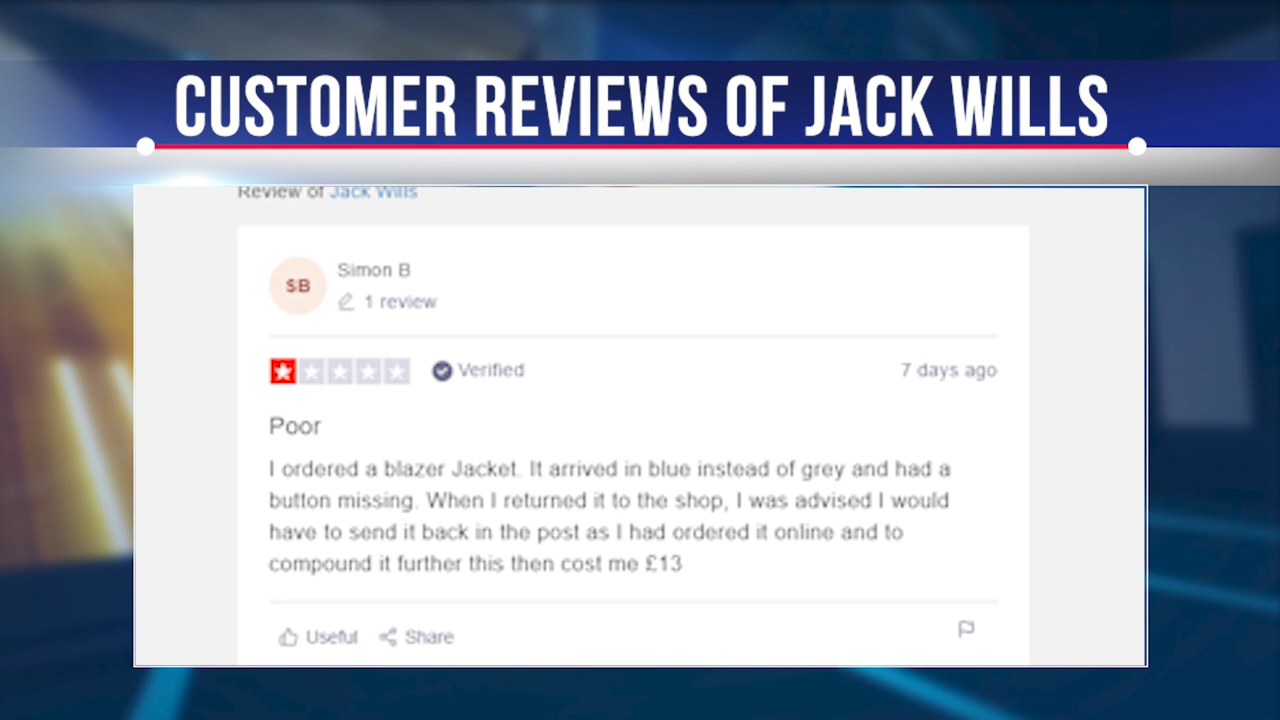 CUSTOMER REVIEWS OF JACK WILLS
Review of Jack Wills
SB
Simon B
1 review
Verified
7 days ago
Poor
I ordered a blazer Jacket. It arrived in blue instead of grey and had a
button missing. When I returned it to the shop, I was advised I would
have to send it back in the post as I had ordered it online and to
compound it further this then cost me £13
Useful
Share